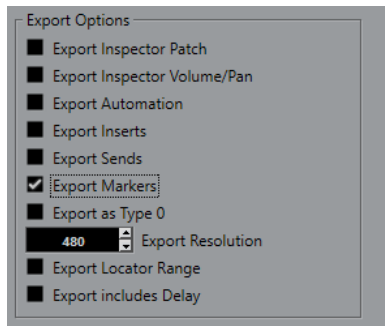 Export Options
Export Inspector Patch
Export Inspector Volume/Pan
Export Automation
Export Inserts
Export Sends
Export Markers
Export as Type 0
480 Export Resolution
Export Locator Range
Export includes Delay